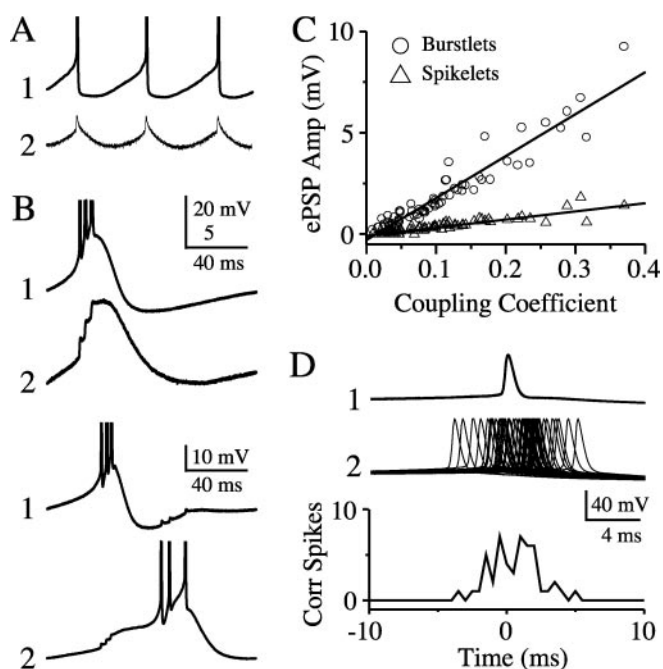 A
1
2
B
20 mV
5
40 ms
1
2
10 mV
40 ms
1
2
C
10
5
0
ePSP Amp (mV)
Burstlets
Spikelets
0.0 0.1 0.2 0.3 0.4
Coupling Coefficient
D
1
2
40 mV
4 ms
10
0
Corr Spikes
-10 0 10
Time (ms)